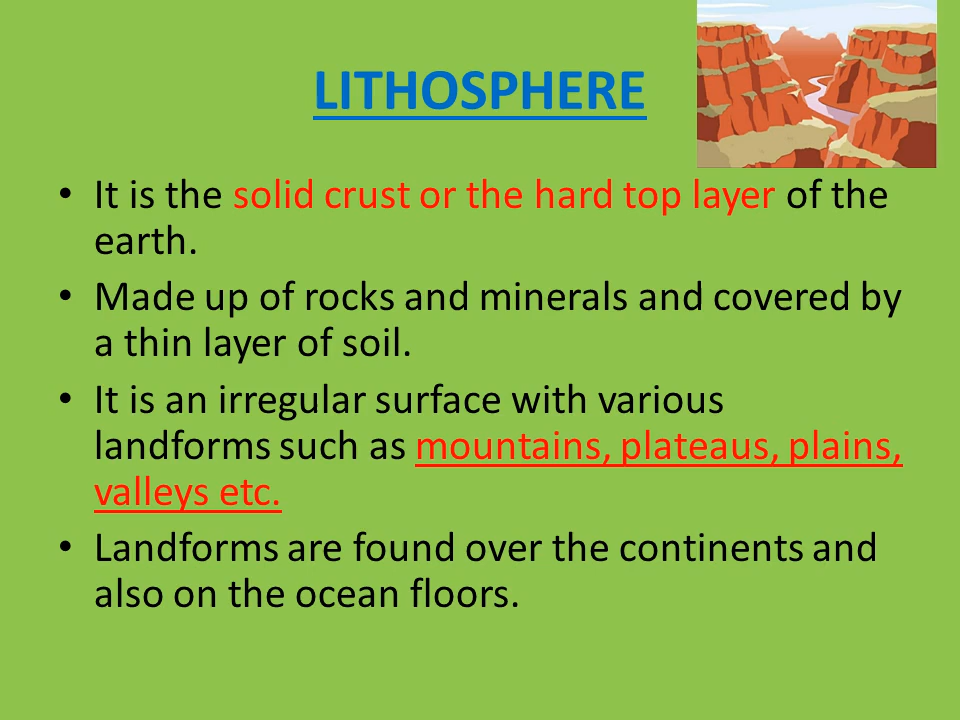 LITHOSPHERE
• It is the solid crust or the hard top layer of the
earth.
• Made up of rocks and minerals and covered by
a thin layer of soil.
• It is an irregular surface with various
landforms such as mountains, plateaus, plains,
valleys etc.
• Landforms are found over the continents and
also on the ocean floors.